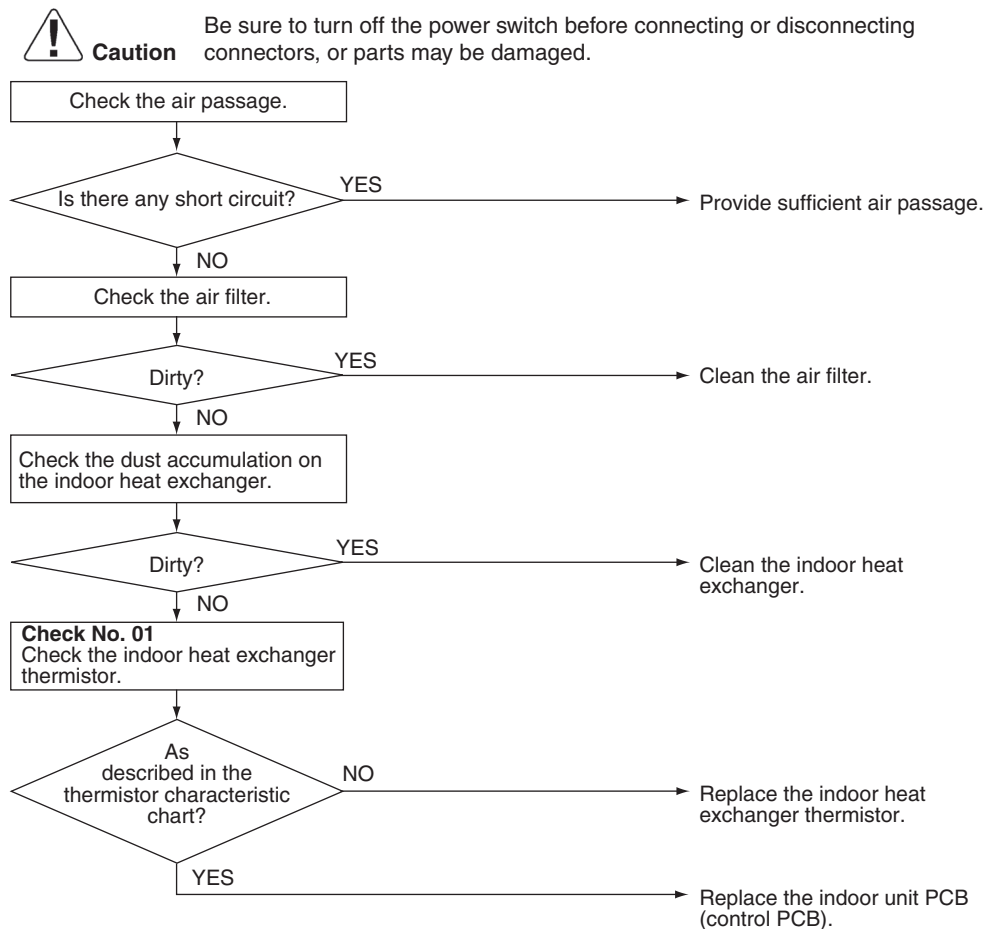 Caution
Be sure to turn off the power switch before connecting or disconnecting
connectors, or parts may be damaged.
Check the air passage.
Is there any short circuit?
YES
Provide sufficient air passage.
NO
Check the air filter.
Dirty?
YES
Clean the air filter.
NO
Check the dust accumulation on
the indoor heat exchanger.
Dirty?
YES
Clean the indoor heat
exchanger.
NO
Check No. 01
Check the indoor heat exchanger
thermistor.
As
described in the
thermistor characteristic
chart?
NO
Replace the indoor heat
exchanger thermistor.
YES
Replace the indoor unit PCB
(control PCB).